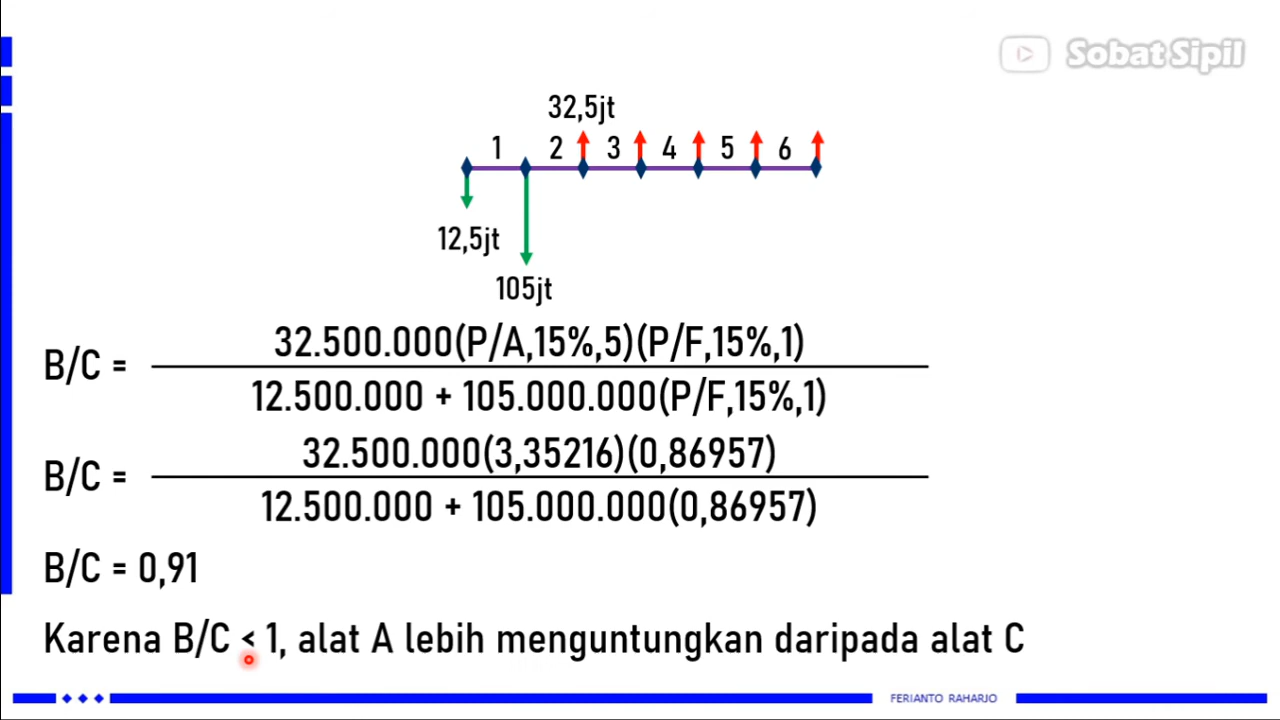 Sobat Sipil
32,5jt
1 2 3 4 5 6
12,5jt
105jt
B/C = 32.500.000(P/A,15%,5)(P/F,15%,1)
12.500.000 + 105.000.000(P/F,15%,1)
B/C = 32.500.000(3,35216)(0,86957)
12.500.000 + 105.000.000(0,86957)
B/C = 0,91
Karena B/C < 1, alat A lebih menguntungkan daripada alat C
FERIANTO RAHARJO